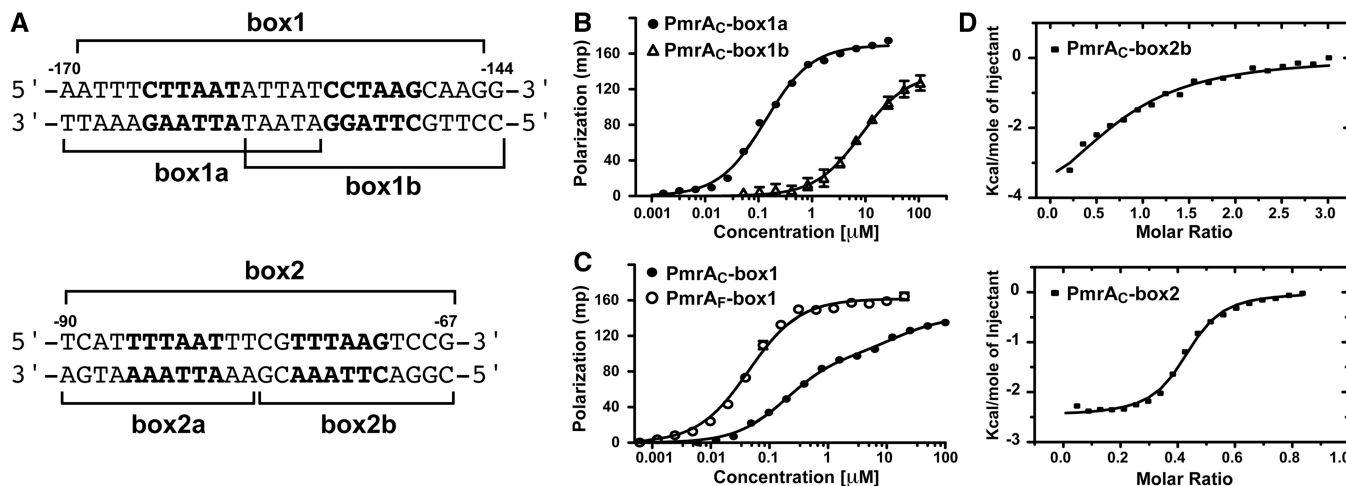 A
box1
-170
-144
5'-AATTTCTTAATATTATCCTAAGCAAGG-3'
3'-TTAAAGAATTATAATAGGATTCGTTCC-5'
box1a
box1b
box2
-90
-67
5'-TCATTTTAATTTCGTTTAAGTCCG-3'
3'-AGTAAAATTAAAGCAAATTCAGGC-5'
box2a
box2b
B
PmrAC-box1a
PmrAC-box1b
Polarization (mp)
160
120
80
40
0
0.001 0.01 0.1 1 10 100
Concentration [μM]
C
PmrAC-box1
PmrAF-box1
Polarization (mp)
160
120
80
40
0
0.001 0.1 10 100
Concentration [μM]
D
PmrAC-box2b
Kcal/mole of Injectant
0
-2
-4
0.0 0.5 1.0 1.5 2.0 2.5 3.0
Molar Ratio
PmrAC-box2
Kcal/mole of Injectant
0
-1
-2
-3
0.0 0.2 0.4 0.6 0.8 1.0
Molar Ratio